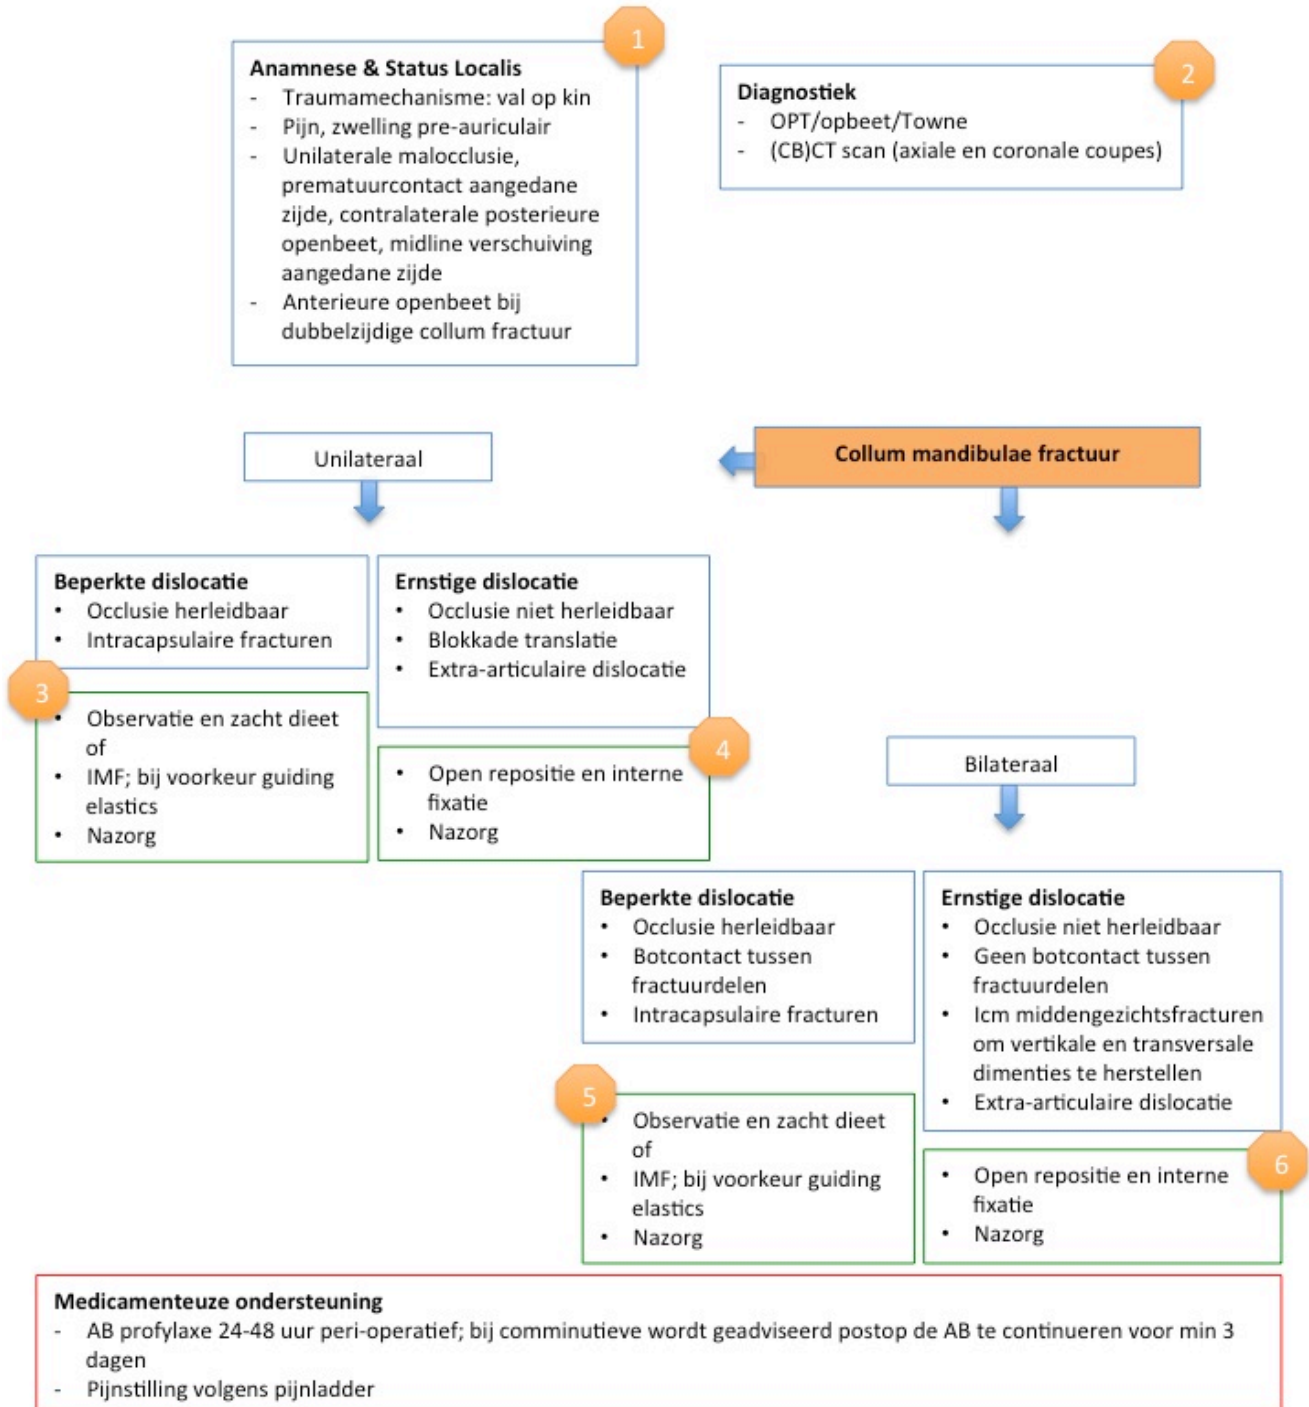 1
Anamnese & Status Localis
- Traumamechanisme: val op kin
- Pijn, zwelling pre-auriculair
- Unilaterale malocclusie,
prematuurcontact aangedane
zijde, contralaterale posterieure
openbeet, midline verschuiving
aangedane zijde
- Anterieure openbeet bij
dubbelzijdige collum fractuur
2
Diagnostiek
- OPT/opbeet/Towne
- (CB)CT scan (axiale en coronale coupes)
Collum mandibulae fractuur
Unilateraal
Beperkte dislocatie
• Occlusie herleidbaar
• Intracapsulaire fracturen
3
• Observatie en zacht dieet
of
• IMF; bij voorkeur guiding
elastics
• Nazorg
Ernstige dislocatie
• Occlusie niet herleidbaar
• Blokkade translatie
• Extra-articulaire dislocatie
4
• Open repositie en interne
fixatie
• Nazorg
Bilateraal
Beperkte dislocatie
• Occlusie herleidbaar
• Botcontact tussen
fractuurdelen
• Intracapsulaire fracturen
5
• Observatie en zacht dieet
of
• IMF; bij voorkeur guiding
elastics
• Nazorg
Ernstige dislocatie
• Occlusie niet herleidbaar
• Geen botcontact tussen
fractuurdelen
• Icm middengezichtsfracturen
om vertikale en transversale
dimenties te herstellen
• Extra-articulaire dislocatie
6
• Open repositie en interne
fixatie
• Nazorg
Medicamenteuze ondersteuning
- AB profylaxe 24-48 uur peri-operatief; bij comminutieve wordt geadviseerd postop de AB te continueren voor min 3
dagen
- Pijnstilling volgens pijnladder